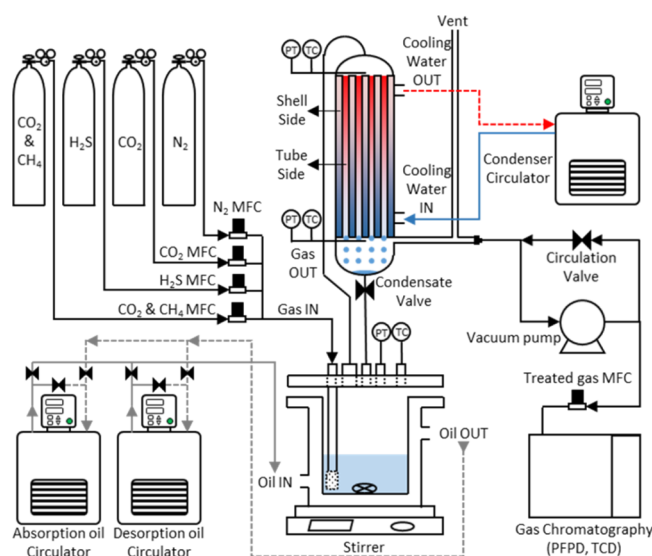 Vent
PT TC
Cooling
Water
OUT
Shell
Side
CO2
&
CH4
H2S
CO2
N2
Tube
Side
Condenser
Circulator
Cooling
Water
IN
N2 MFC
PT TC
Gas
OUT
CO2 MFC
Circulation
Valve
Condensate
Valve
H2S MFC
CO2 & CH4 MFC
Gas IN
PT TC
Vacuum pump
Treated gas MFC
Oil OUT
Oil IN
Absorption oil
Circulator
Desorption oil
Circulator
Stirrer
Gas Chromatography
(PFPD, TCD)